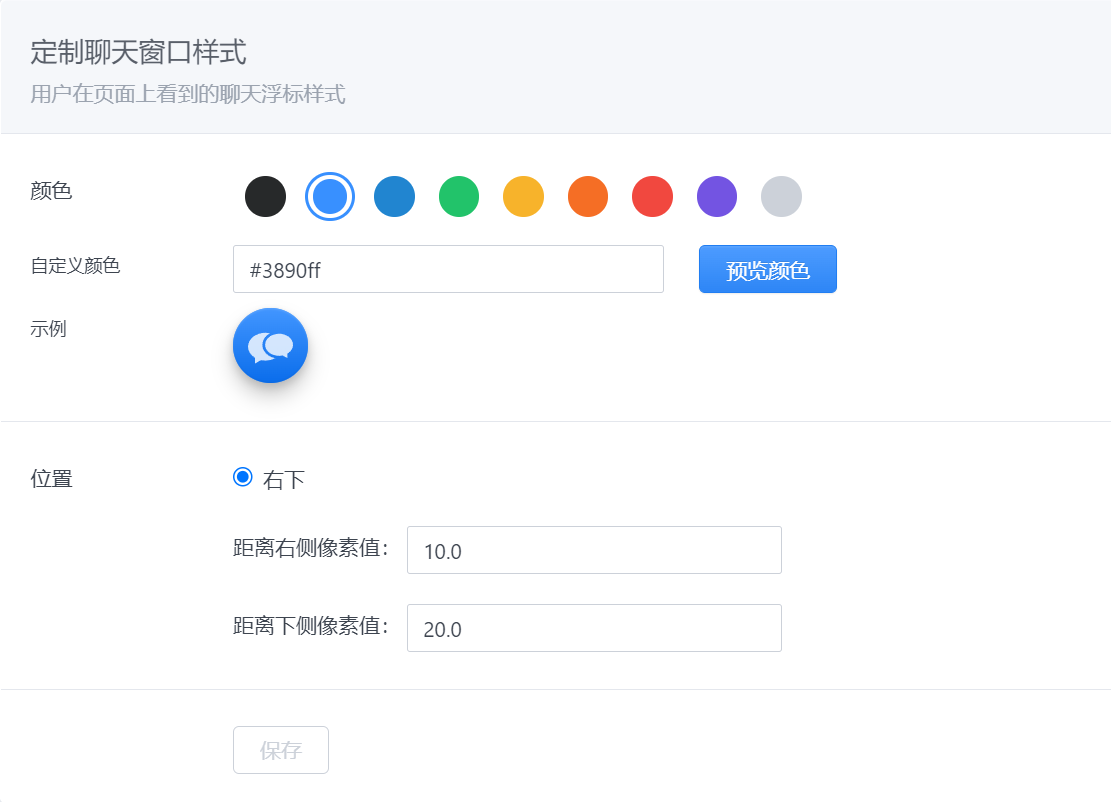 定制聊天窗口样式
用户在页面上看到的聊天浮标样式
颜色
自定义颜色
#3890ff
预览颜色
示例
位置
右下
距离右侧像素值：
10.0
距离下侧像素值：
20.0
保存